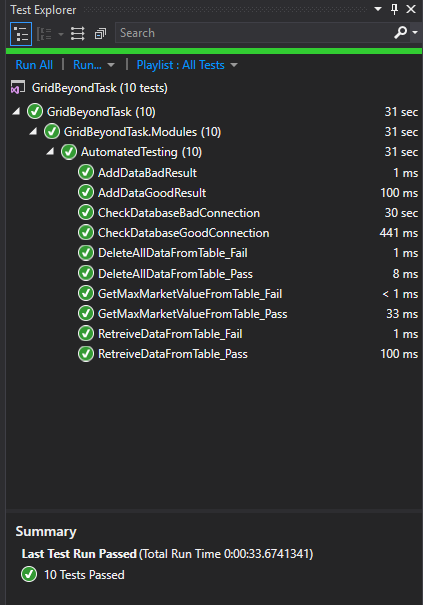 Test Explorer
Search
Run All | Run... | Playlist : All Tests
GridBeyondTask (10 tests)
GridBeyondTask (10) 31 sec
GridBeyondTask.Modules (10) 31 sec
AutomatedTesting (10) 31 sec
AddDataBadResult 1 ms
AddDataGoodResult 100 ms
CheckDatabaseBadConnection 30 sec
CheckDatabaseGoodConnection 441 ms
DeleteAllDataFromTable_Fail 1 ms
DeleteAllDataFromTable_Pass 8 ms
GetMaxMarketValueFromTable_Fail < 1 ms
GetMaxMarketValueFromTable_Pass 33 ms
RetreiveDataFromTable_Fail 1 ms
RetreiveDataFromTable_Pass 100 ms
Summary
Last Test Run Passed (Total Run Time 0:00:33.6741341)
10 Tests Passed